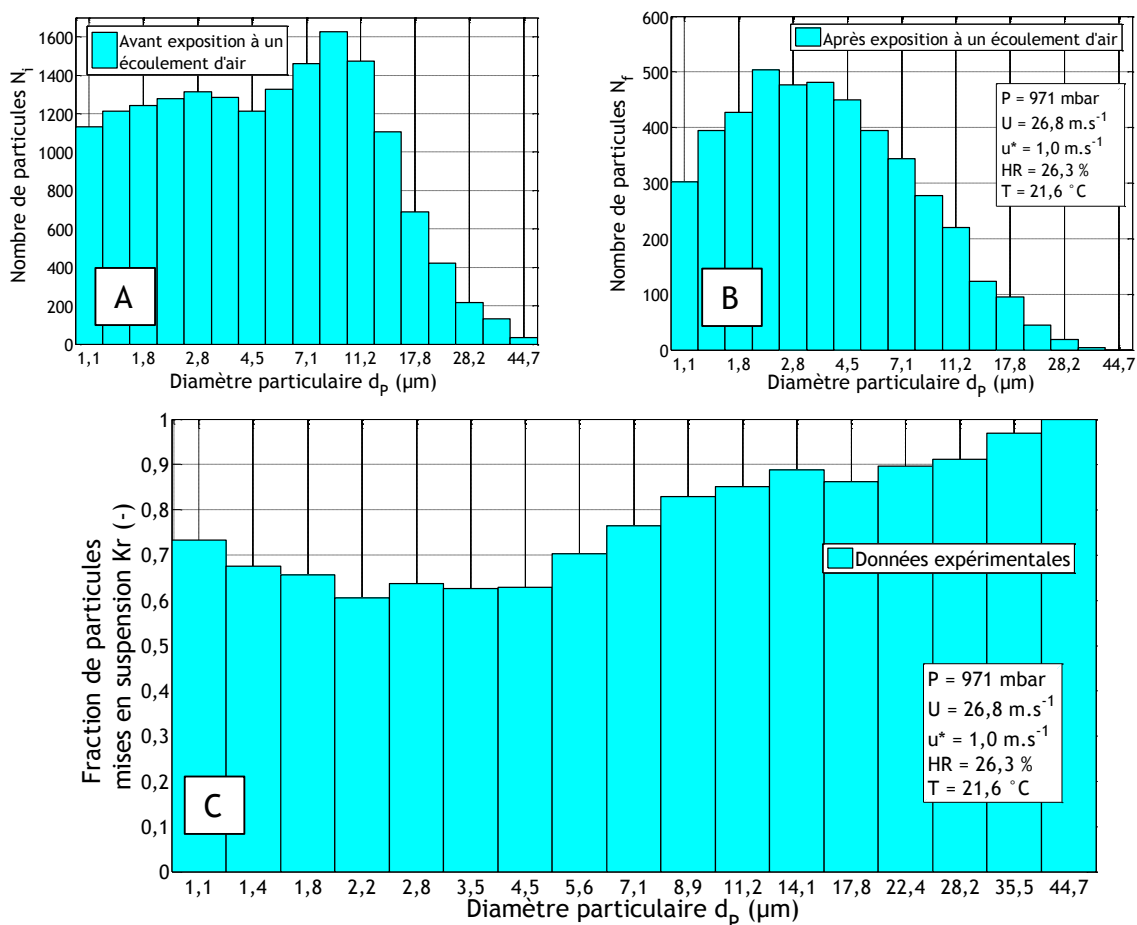 Nombre de particules Ni
1600
1400
1200
1000
800
600
400
200
0
Avant exposition à un
écoulement d'air
A
1,1 1,8 2,8 4,5 7,1 11,2 17,8 28,2 44,7
Diamètre particulaire dP (µm)
Nombre de particules Nf
600
500
400
300
200
100
0
Après exposition à un écoulement d'air
P = 971 mbar
U = 26,8 m.s-1
u* = 1,0 m.s-1
HR = 26,3 %
T = 21,6 °C
B
1,1 1,8 2,8 4,5 7,1 11,2 17,8 28,2 44,7
Diamètre particulaire dP (µm)
Fraction de particules
mises en suspension Kr (-)
1
0,9
0,8
0,7
0,6
0,5
0,4
0,3
0,2
0,1
0
Données expérimentales
P = 971 mbar
U = 26,8 m.s-1
u* = 1,0 m.s-1
HR = 26,3 %
T = 21,6 °C
C
1,1 1,4 1,8 2,2 2,8 3,5 4,5 5,6 7,1 8,9 11,2 14,1 17,8 22,4 28,2 35,5 44,7
Diamètre particulaire dP (µm)